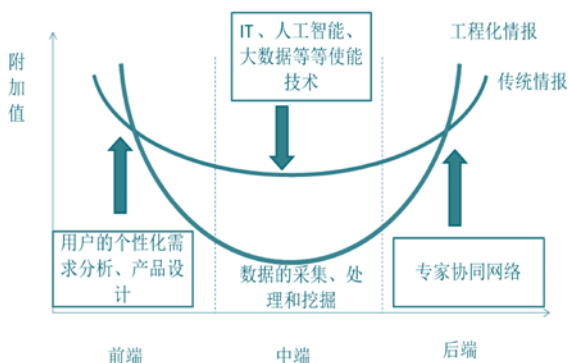 附
加
值
IT、人工智能、
大数据等等使能
技术
工程化情报
传统情报
用户的个性化需
求分析、产品设
计
数据的采集、处
理和挖掘
专家协同网络
前端
中端
后端